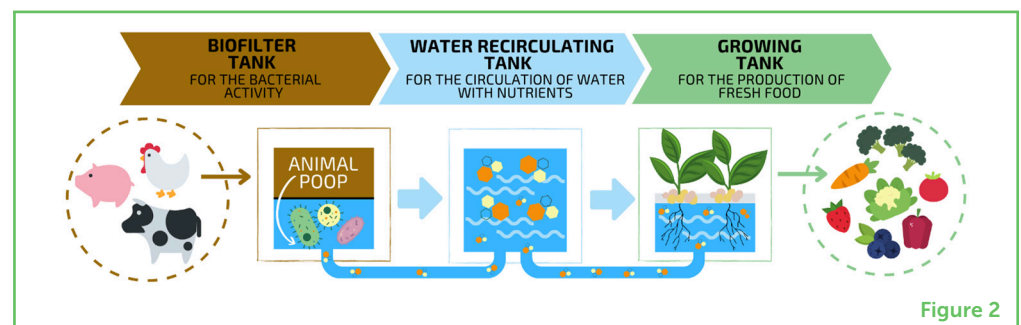 BIOFILTER
TANK
FOR THE BACTERIAL
ACTIVITY
WATER RECIRCULATING
TANK
FOR THE CIRCULATION OF WATER
WITH NUTRIENTS
GROWING
TANK
FOR THE PRODUCTION OF
FRESH FOOD
ANIMAL
POOP
Figure 2